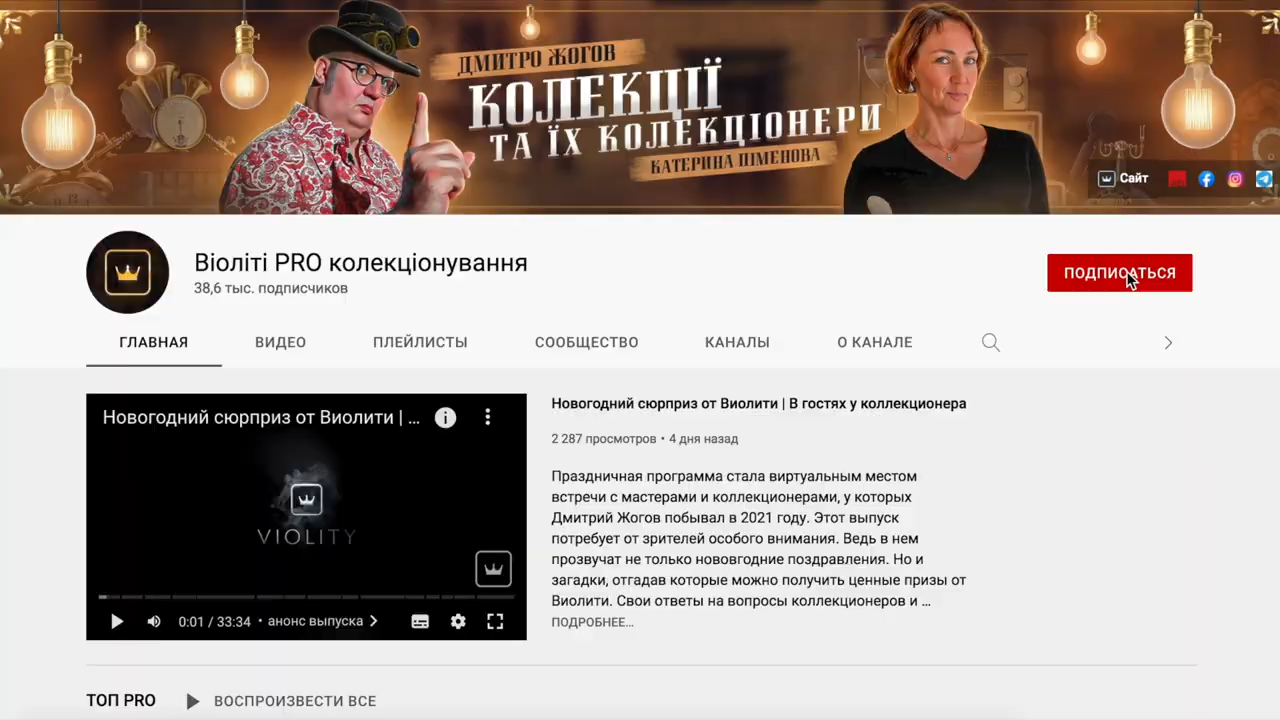 ДМИТРО ЖОГОВ
КОЛЕКЦІЇ
ТА ЇХ КОЛЕКЦІОНЕРИ
КАТЕРИНА ПІМЕНОВА
Сайт
Віоліті PRO колекціонування
38,6 тыс. подписчиков
ПОДПИСАТЬСЯ
ГЛАВНАЯ
ВИДЕО
ПЛЕЙЛИСТЫ
СООБЩЕСТВО
КАНАЛЫ
О КАНАЛЕ
Новогодний сюрприз от Виолити | ...
VIOLITY
0:01 / 33:34 • анонс выпуска
Новогодний сюрприз от Виолити | В гостях у коллекционера
2 287 просмотров • 4 дня назад
Праздничная программа стала виртуальным местом
встречи с мастерами и коллекционерами, у которых
Дмитрий Жогов побывал в 2021 году. Этот выпуск
потребует от зрителей особого внимания. Ведь в нем
прозвучат не только нововгодние поздравления. Но и
загадки, отгадав которые можно получить ценные призы от
Виолити. Свои ответы на вопросы коллекционеров и ...
ПОДРОБНЕЕ...
ТОП PRO
ВОСПРОИЗВЕСТИ ВСЕ